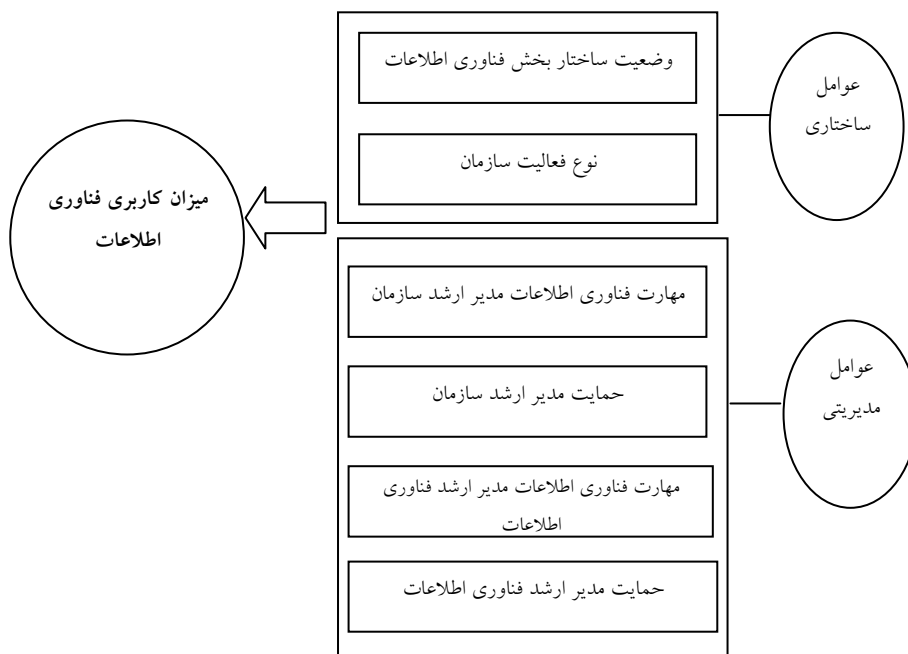 وضعیت ساختار بخش فناوری اطلاعات
نوع فعالیت سازمان
عوامل
ساختاری
میزان کاربری فناوری
اطلاعات
مهارت فناوری اطلاعات مدیر ارشد سازمان
حمایت مدیر ارشد سازمان
مهارت فناوری اطلاعات مدیر ارشد فناوری
اطلاعات
حمایت مدیر ارشد فناوری اطلاعات
عوامل
مدیریتی